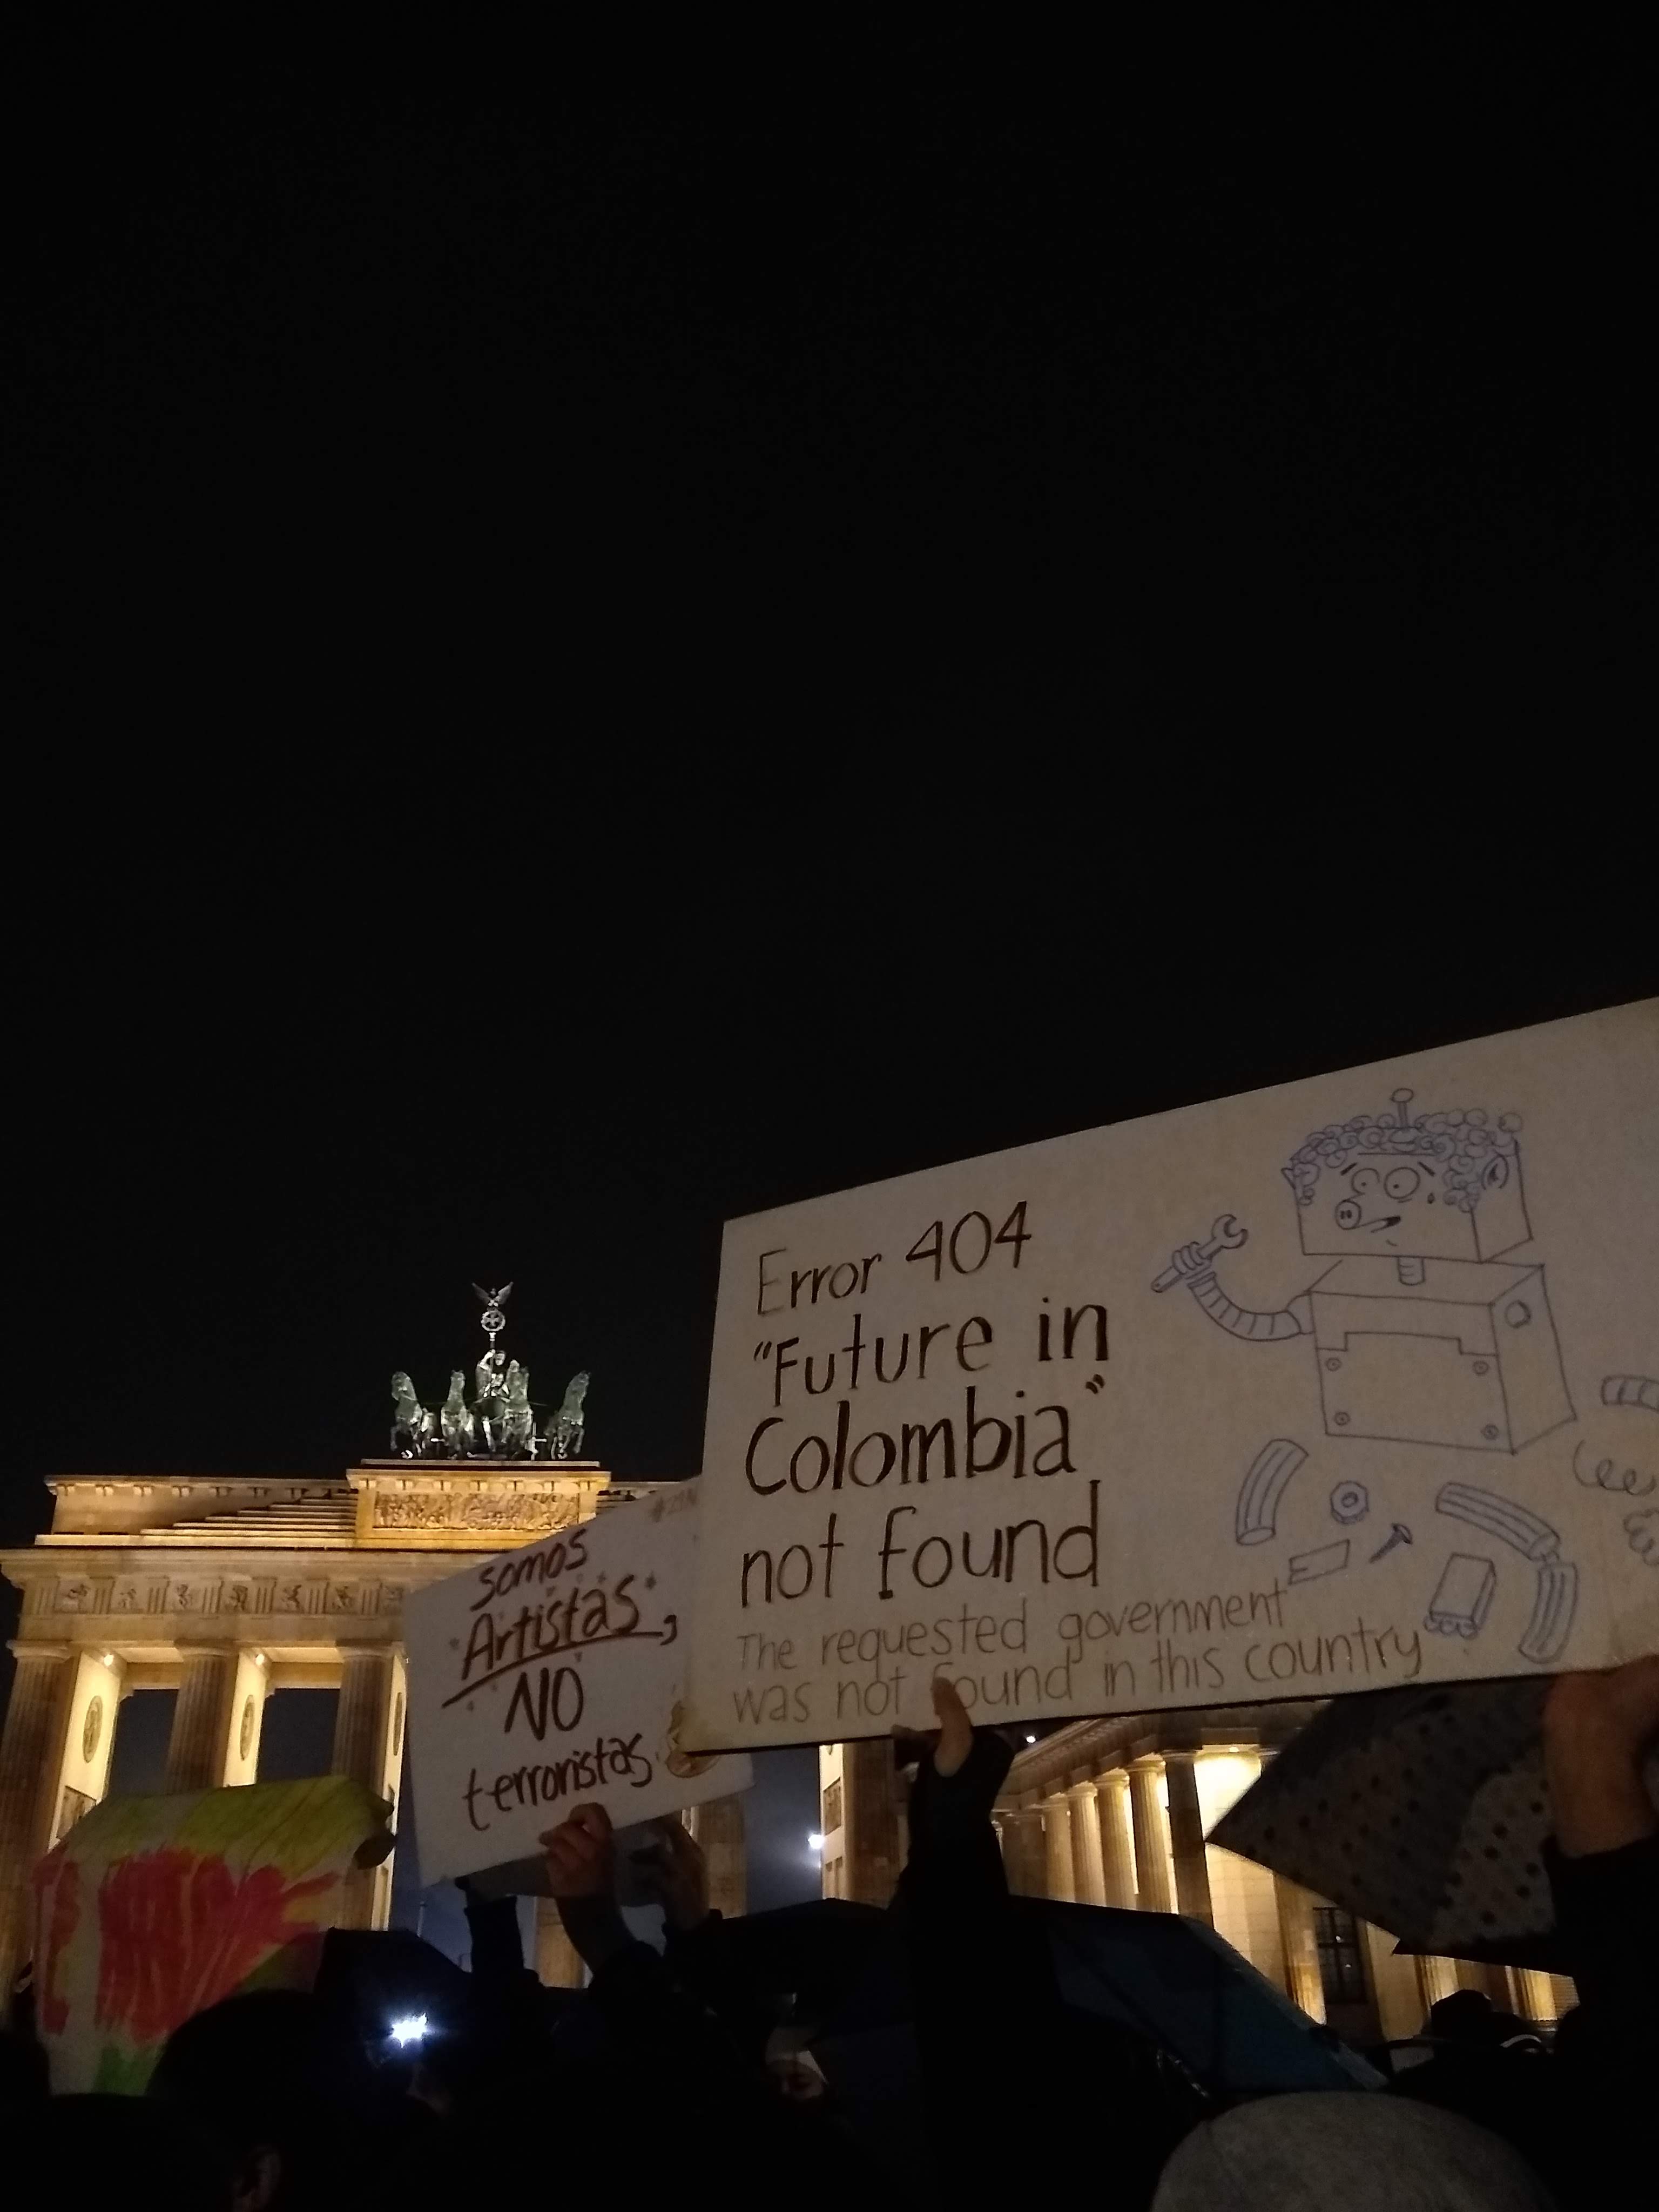 somos
Artistas,
NO
terroristas
Error 404
"Future in
Colombia"
not found
The requested government
was not found in this country